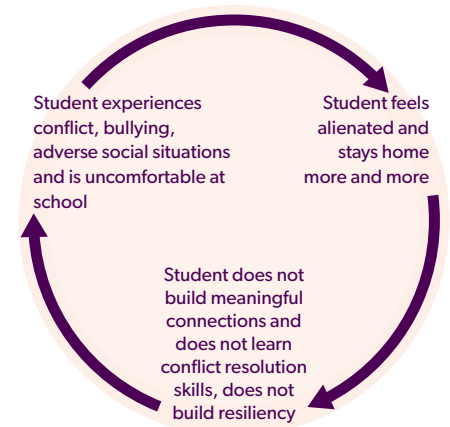 Student experiences
conflict, bullying,
adverse social situations
and is uncomfortable at
school
Student feels
alienated and
stays home
more and more
Student does not
build meaningful
connections and
does not learn
conflict resolution
skills, does not
build resiliency